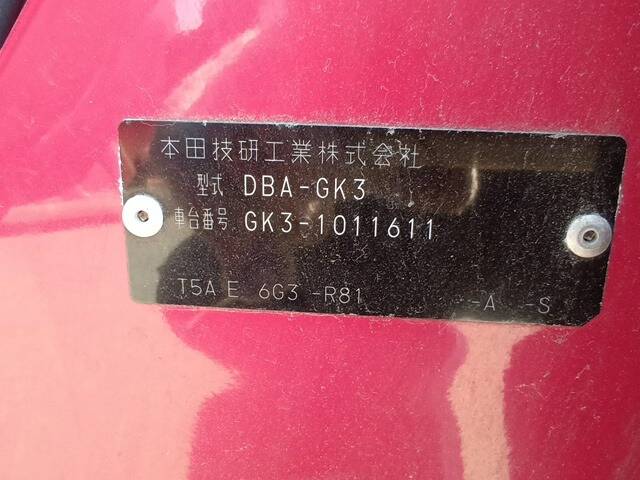 本田技研工業株式会社
型式 DBA-GK3
車台番号 GK3-1011611
T5A E 6G3 -R81 -A -S